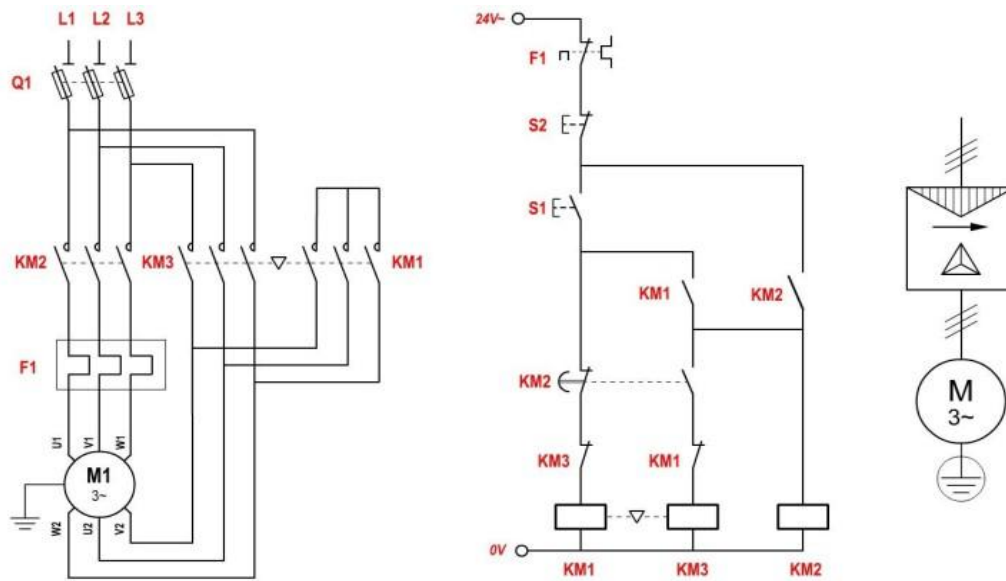 L1 L2 L3
Q1
KM2 KM3 KM1
F1
U1 V1 W1
M1
3~
W2 U2 V2
24V~
F1
S2
S1
KM1 KM2
KM2
KM3 KM1
0V
KM1 KM3 KM2
M
3~